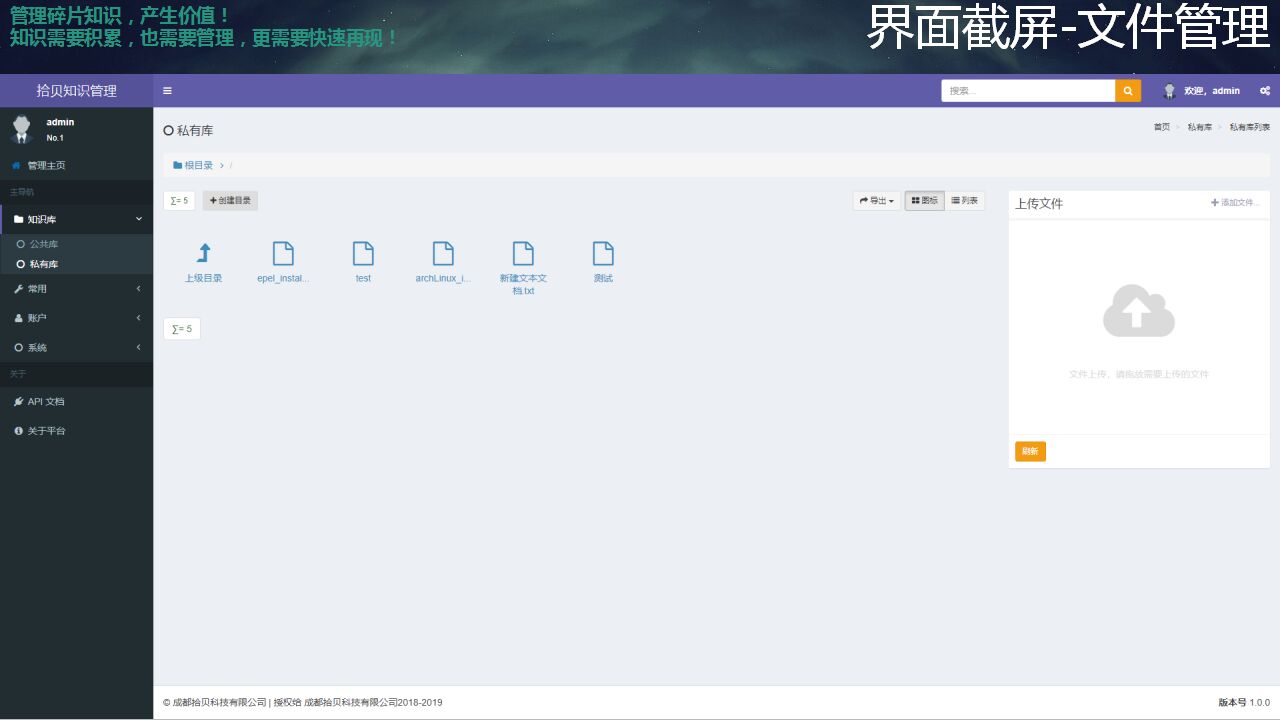 管理碎片知识，产生价值！
知识需要积累，也需要管理，更需要快速再现！
界面截屏-文件管理
拾贝知识管理
搜索...
欢迎，admin
admin
No.1
管理主页
主导航
知识库
公共库
私有库
常用
账户
系统
关于
API 文档
关于平台
私有库
首页 > 私有库 > 私有库列表
根目录 > /
∑= 5
创建目录
导出
图标
列表
上级目录
epel_instal...
test
archLinux_i...
新建文本文
档.txt
测试
∑= 5
上传文件
添加文件...
文件上传，请拖放需要上传的文件
刷新
© 成都拾贝科技有限公司 | 授权给 成都拾贝科技有限公司2018-2019
版本号 1.0.0